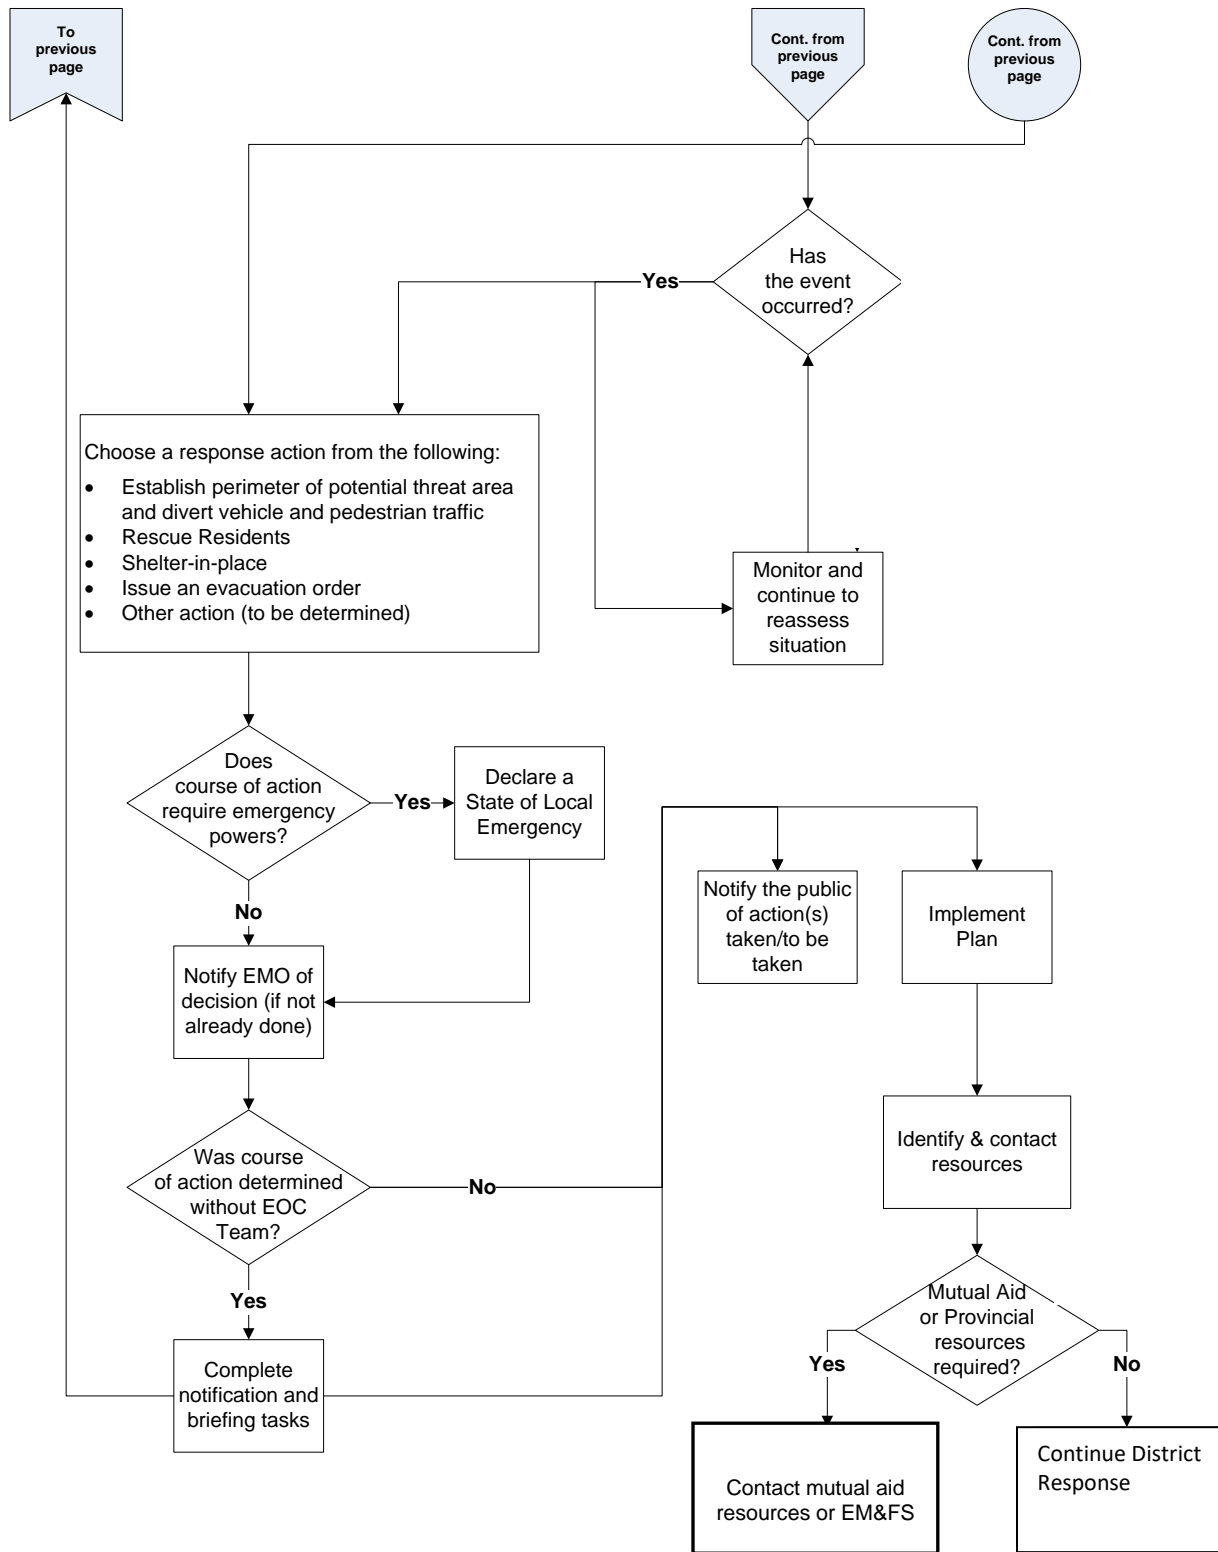 To
previous
page
Cont. from
previous
page
Cont. from
previous
page
Has
the event
occurred?
Yes
Choose a response action from the following:
• Establish perimeter of potential threat area
and divert vehicle and pedestrian traffic
• Rescue Residents
• Shelter-in-place
• Issue an evacuation order
• Other action (to be determined)
Monitor and
continue to
reassess
situation
Does
course of action
require emergency
powers?
Yes
Declare a
State of Local
Emergency
No
Notify the public
of action(s)
taken/to be
taken
Implement
Plan
Notify EMO of
decision (if not
already done)
Identify & contact
resources
Was course
of action determined
without EOC
Team?
No
Yes
Mutual Aid
or Provincial
resources
required?
Yes
No
Complete
notification and
briefing tasks
Contact mutual aid
resources or EM&FS
Continue District
Response